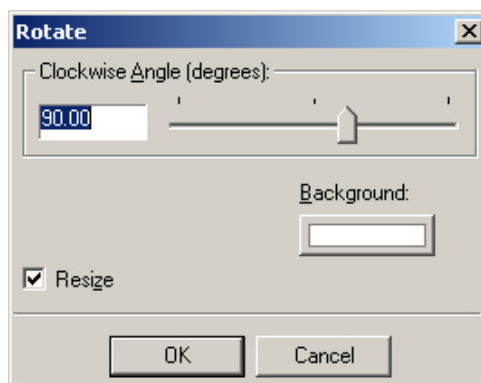 Rotate
Clockwise Angle (degrees):
90.00
Background:
Resize
OK
Cancel